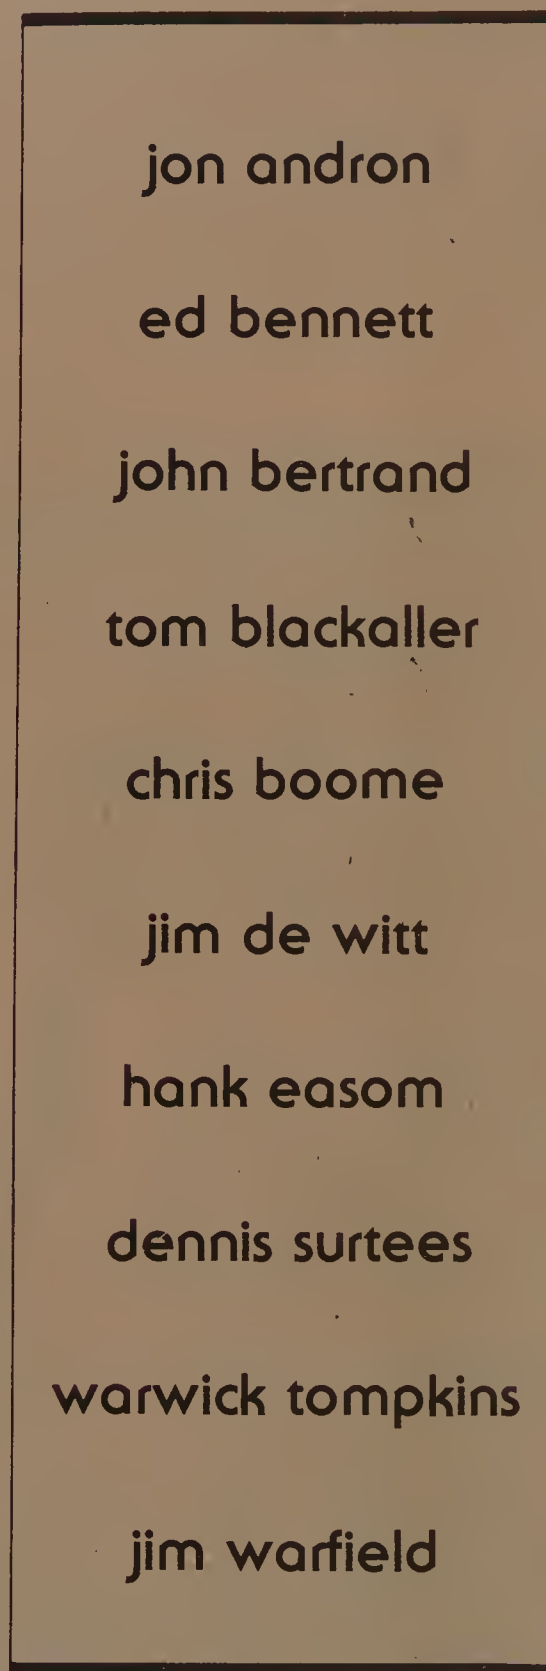 jon andron
ed bennett
john bertrand
tom blackaller
chris boome
jim de witt
hank easom
dennis surtees
warwick tompkins
jim warfield